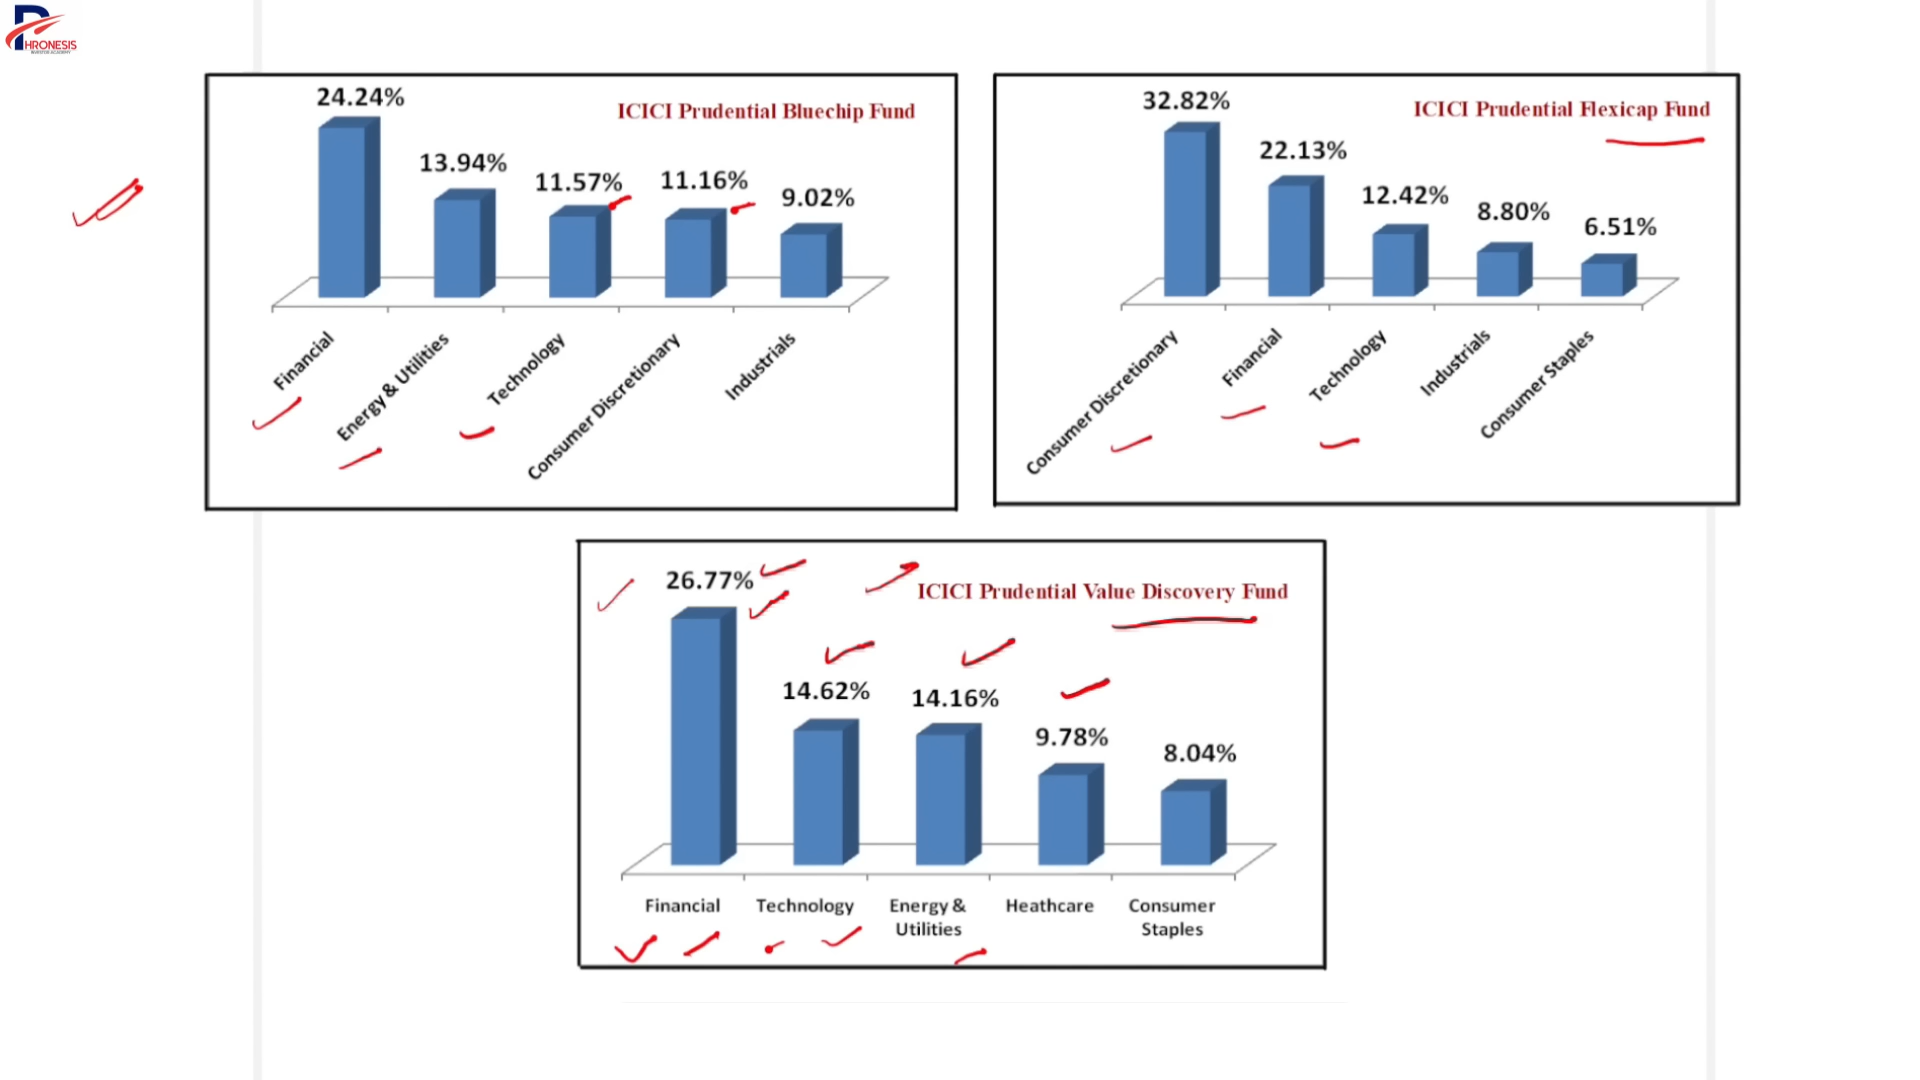 PHRONESIS
INVESTOR ACADEMY
ICICI Prudential Bluechip Fund
24.24%
13.94%
11.57%
11.16%
9.02%
Financial
Energy & Utilities
Technology
Consumer Discretionary
Industrials
ICICI Prudential Flexicap Fund
32.82%
22.13%
12.42%
8.80%
6.51%
Consumer Discretionary
Financial
Technology
Industrials
Consumer Staples
ICICI Prudential Value Discovery Fund
26.77%
14.62%
14.16%
9.78%
8.04%
Financial
Technology
Energy &
Utilities
Heathcare
Consumer
Staples